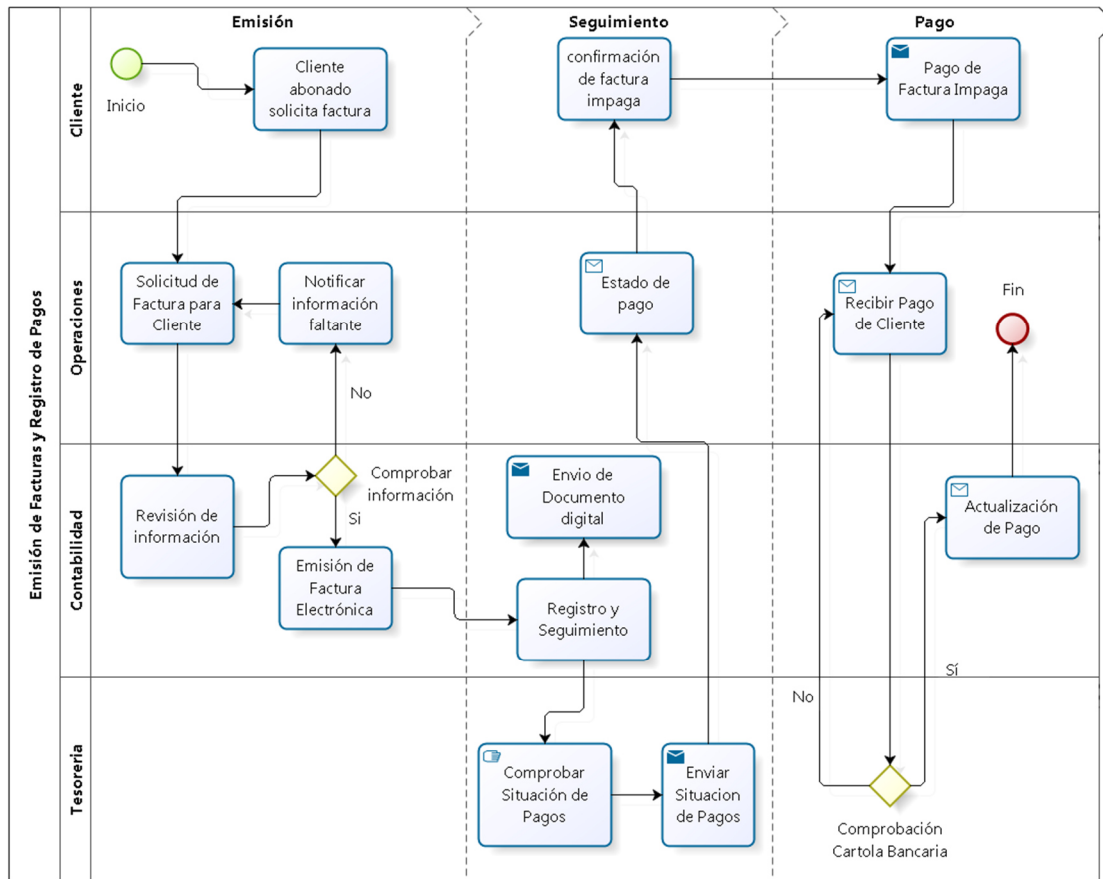 Emisión
Seguimiento
Pago
Emisión de Facturas y Registro de Pagos
Cliente
Inicio
Cliente
abonado
solicita factura
confirmación
de factura
impaga
Pago de
Factura Impaga
Operaciones
Solicitud de
Factura para
Cliente
Notificar
información
faltante
No
Estado de
pago
Recibir Pago
de Cliente
Fin
Contabilidad
Revisión de
información
Comprobar
información
Si
Emisión de
Factura
Electrónica
Envio de
Documento
digital
Registro y
Seguimiento
Actualización
de Pago
Sí
No
Tesoreria
Comprobar
Situación de
Pagos
Enviar
Situacion
de Pagos
Comprobación
Cartola Bancaria